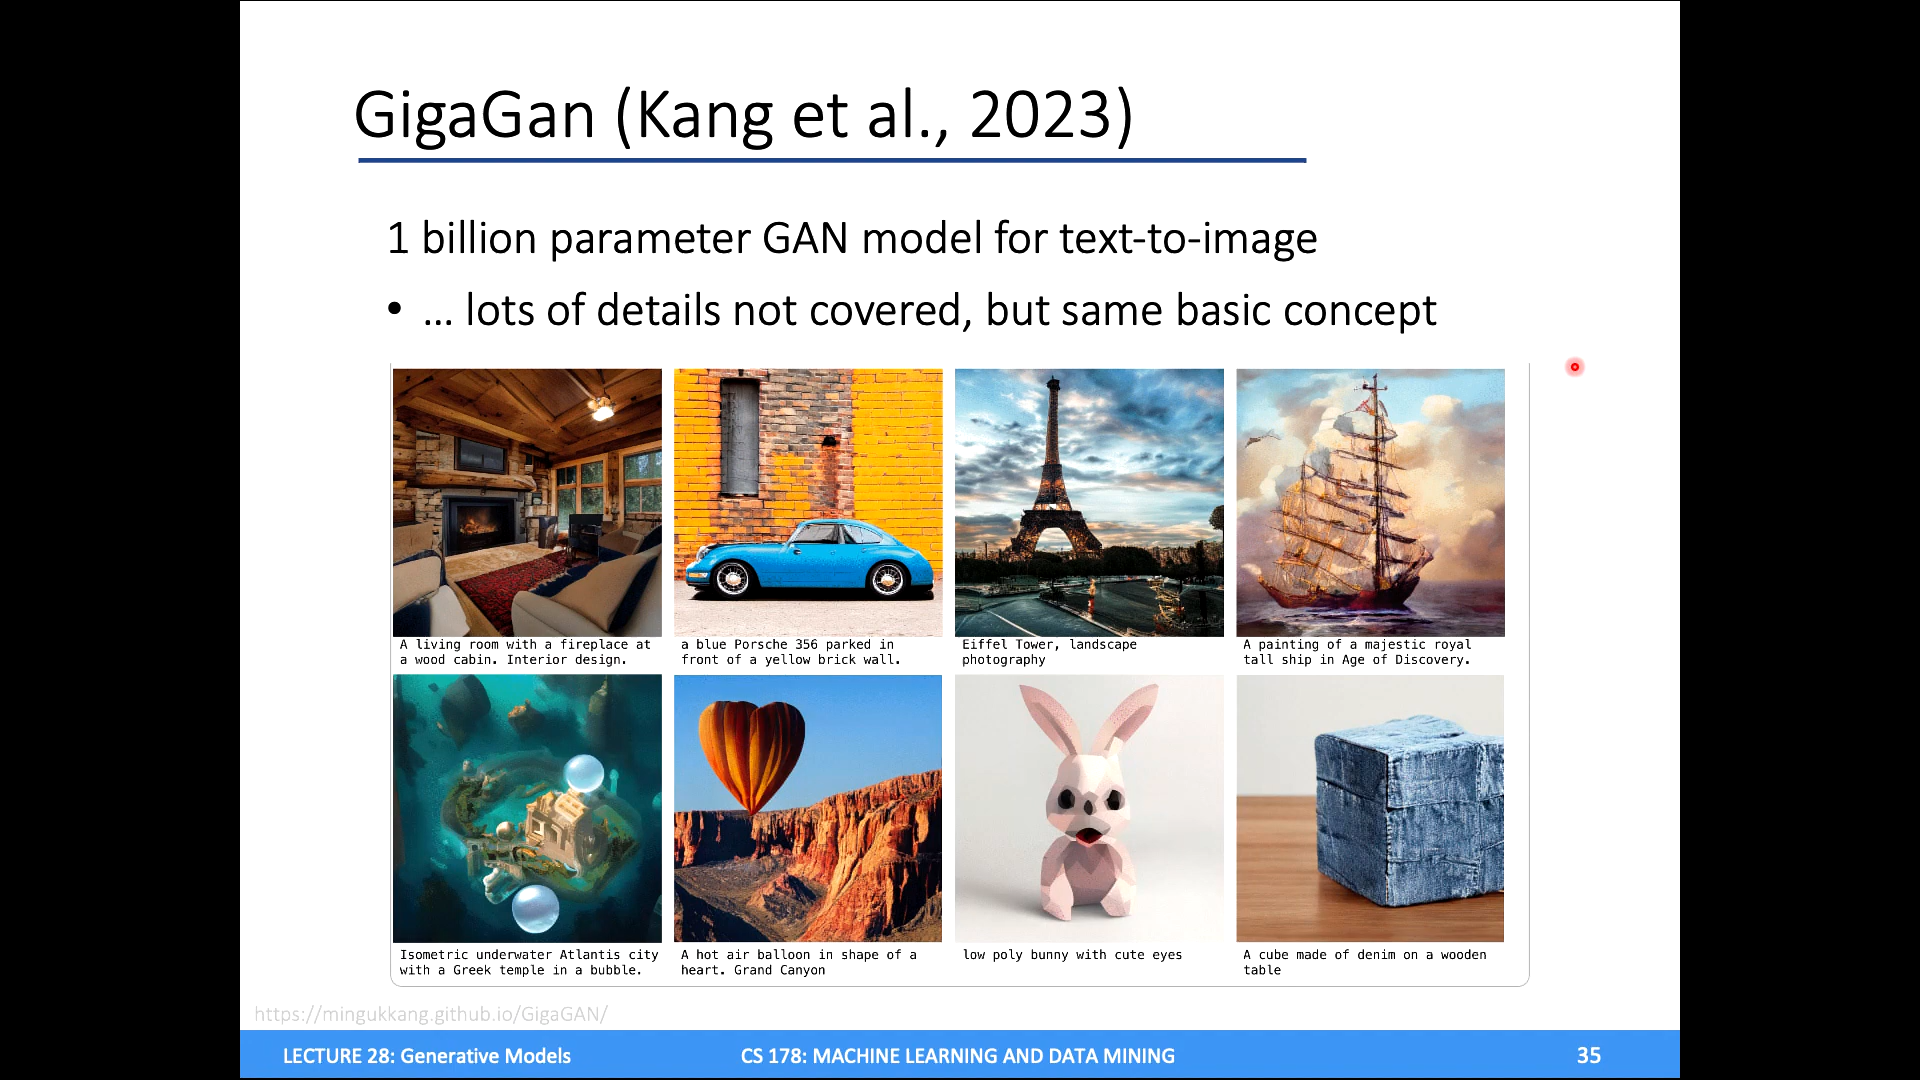 GigaGan (Kang et al., 2023)
1 billion parameter GAN model for text-to-image
• … lots of details not covered, but same basic concept
A living room with a fireplace at
a wood cabin. Interior design.
a blue Porsche 356 parked in
front of a yellow brick wall.
Eiffel Tower, landscape
photography
A painting of a majestic royal
tall ship in Age of Discovery.
Isometric underwater Atlantis city
with a Greek temple in a bubble.
A hot air balloon in shape of a
heart. Grand Canyon
low poly bunny with cute eyes
A cube made of denim on a wooden
table
https://mingukkang.github.io/GigaGAN/
LECTURE 28: Generative Models
CS 178: MACHINE LEARNING AND DATA MINING
35